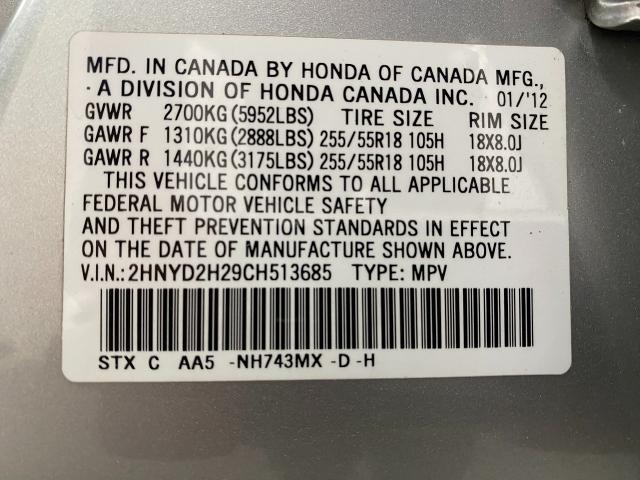 MFD. IN CANADA BY HONDA OF CANADA MFG.,
A DIVISION OF HONDA CANADA INC. 01/'12
GVWR 2700KG(5952LBS) TIRE SIZE RIM SIZE
GAWR F 1310KG(2888LBS) 255/55R18 105H 18X8.0J
GAWR R 1440KG(3175LBS) 255/55R18 105H 18X8.0J
THIS VEHICLE CONFORMS TO ALL APPLICABLE
FEDERAL MOTOR VEHICLE SAFETY
AND THEFT PREVENTION STANDARDS IN EFFECT
ON THE DATE OF MANUFACTURE SHOWN ABOVE.
V.I.N.:2HNYD2H29CH513685 TYPE: MPV
STX C AA5 -NH743MX -D -H